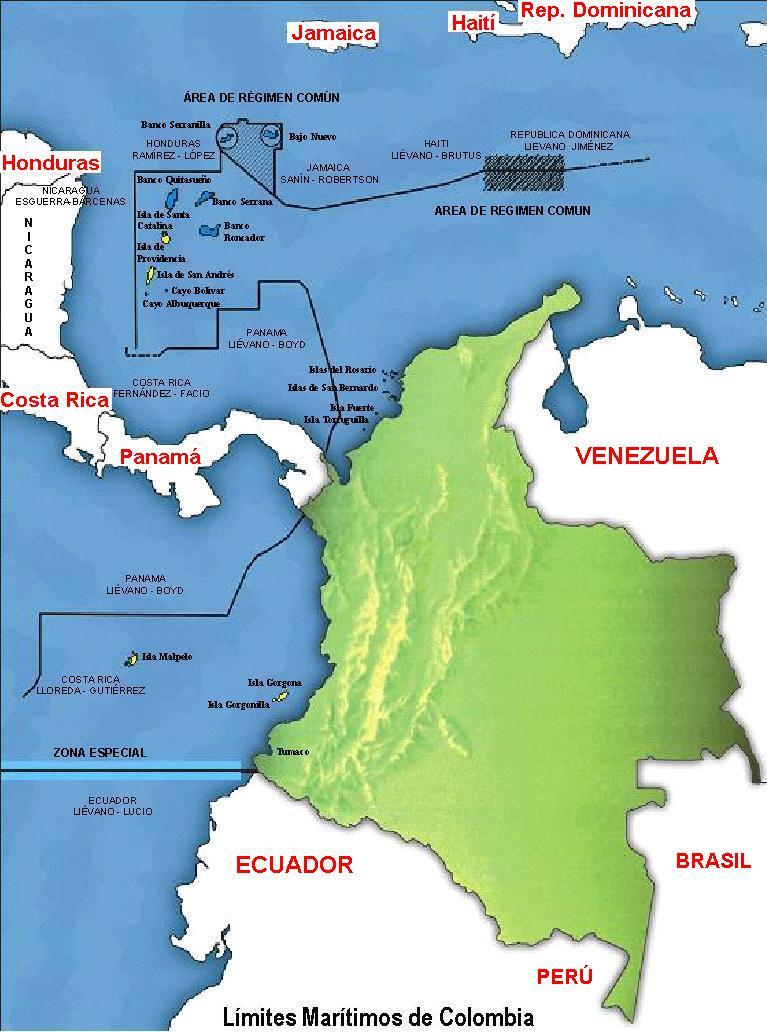 Rep. Dominicana
Haití
Jamaica
ÁREA DE RÉGIMEN COMÙN
Banco Serranilla
Bajo Nuevo
HONDURAS
RAMÍREZ - LÓPEZ
HAITI
LIÉVANO - BRUTUS
REPUBLICA DOMINICANA
LIEVANO JIMÉNEZ
Honduras
JAMAICA
SANÍN - ROBERTSON
Banco Quitasueño
NICARAGUA
ESGUERRA-BÁRCENAS
Banco Serrana
AREA DE REGIMEN COMUN
Isla de Santa
Catalina
Banco
Roncador
NICARAGUA
Isla de
Providencia
Isla de San Andrés
Cayo Bolívar
Cayo Albuquerque
PANAMA
LIÉVANO - BOYD
Islas del Rosario
COSTA RICA
FERNÁNDEZ - FACIO
Islas de San Bernardo
Costa Rica
Isla Fuerte
Isla Tortuguilla
Panamá
VENEZUELA
PANAMA
LIÉVANO - BOYD
Isla Malpelo
COSTA RICA
LLOREDA - GUTIÉRREZ
Isla Gorgona
Isla Gorgonilla
ZONA ESPECIAL
Tumaco
ECUADOR
LIÉVANO - LUCIO
ECUADOR
BRASIL
PERÚ
Límites Marítimos de Colombia